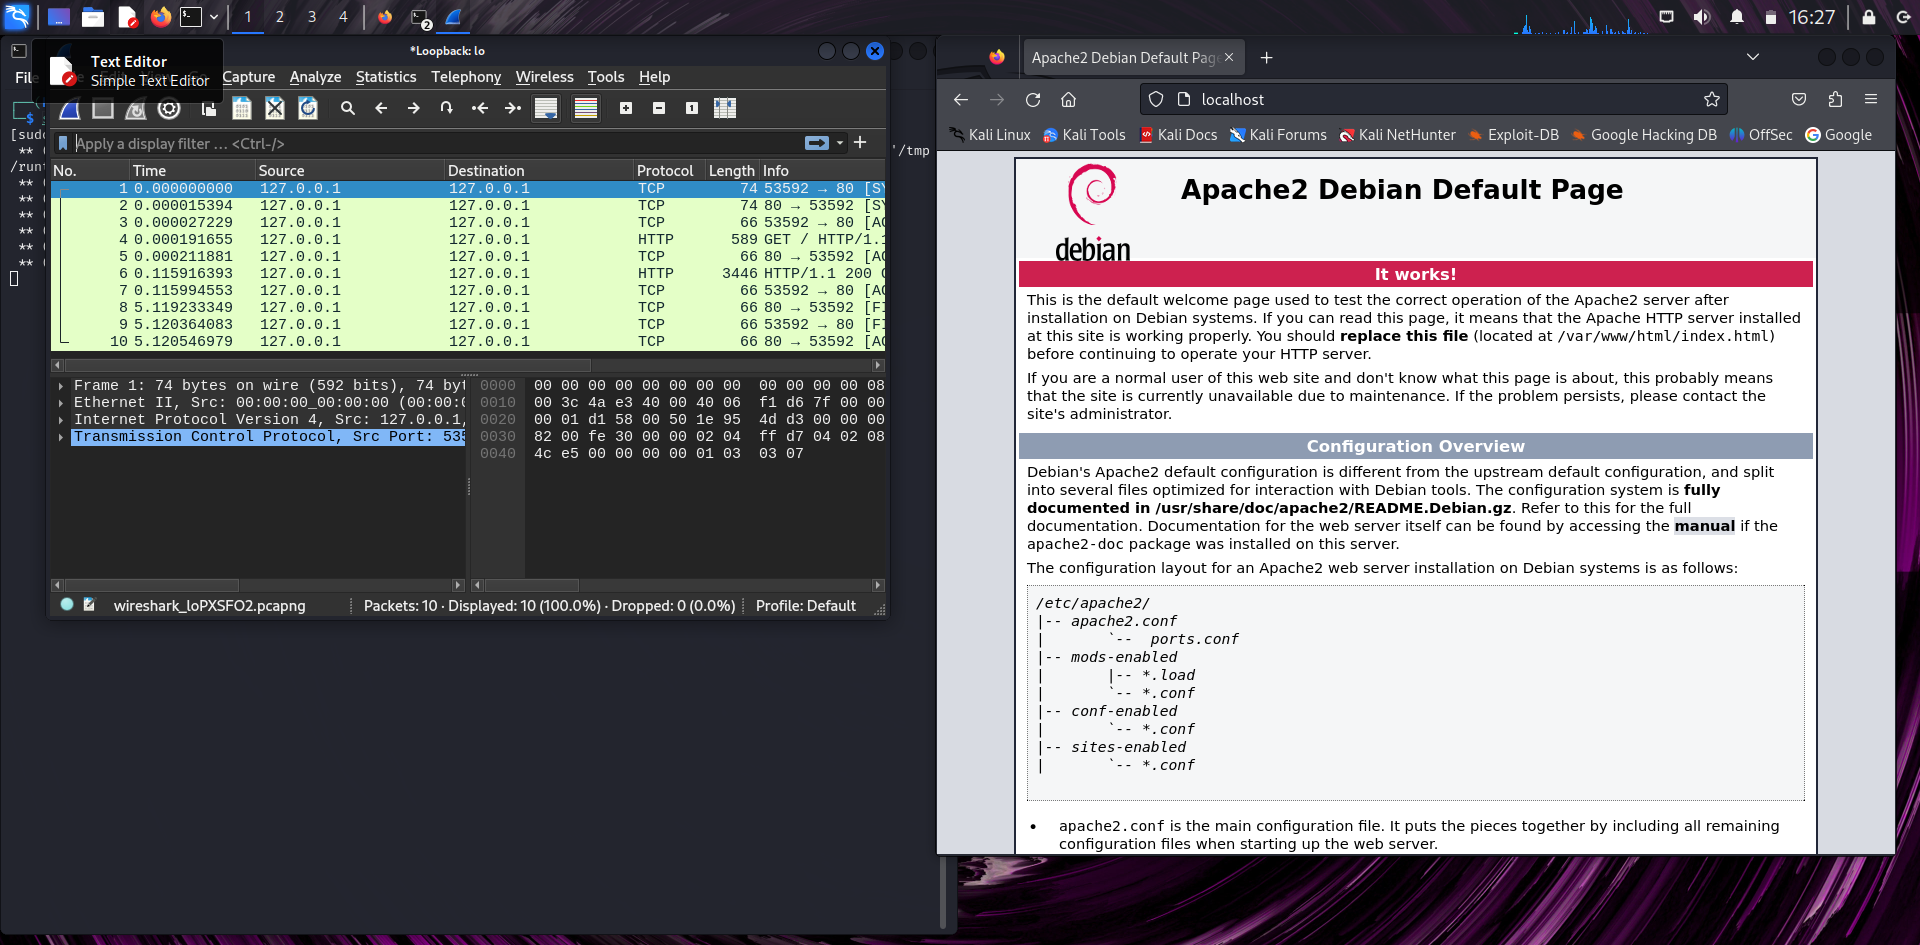 1 2 3 4 2 16:27
Text Editor
Simple Text Editor
*Loopback: lo
Fil Capture Analyze Statistics Telephony Wireless Tools Help
Apply a display filter … <Ctrl-/>
[sudo
'/tmp
/run
No. Time Source Destination Protocol Length Info
1 0.000000000 127.0.0.1 127.0.0.1 TCP 74 53592 → 80 [SY
2 0.000015394 127.0.0.1 127.0.0.1 TCP 74 80 → 53592 [SY
3 0.000027229 127.0.0.1 127.0.0.1 TCP 66 53592 → 80 [AC
4 0.000191655 127.0.0.1 127.0.0.1 HTTP 589 GET / HTTP/1.1
5 0.000211881 127.0.0.1 127.0.0.1 TCP 66 80 → 53592 [AC
6 0.115916393 127.0.0.1 127.0.0.1 HTTP 3446 HTTP/1.1 200 O
7 0.115994553 127.0.0.1 127.0.0.1 TCP 66 53592 → 80 [AC
8 5.119233349 127.0.0.1 127.0.0.1 TCP 66 80 → 53592 [FI
9 5.120364083 127.0.0.1 127.0.0.1 TCP 66 53592 → 80 [FI
10 5.120546979 127.0.0.1 127.0.0.1 TCP 66 80 → 53592 [AC
Frame 1: 74 bytes on wire (592 bits), 74 byt
Ethernet II, Src: 00:00:00_00:00:00 (00:00:0
Internet Protocol Version 4, Src: 127.0.0.1,
Transmission Control Protocol, Src Port: 535
0000 00 00 00 00 00 00 00 00 00 00 00 00 08
0010 00 3c 4a e3 40 00 40 06 f1 d6 7f 00 00
0020 00 01 d1 58 00 50 1e 95 4d d3 00 00 00
0030 82 00 fe 30 00 00 02 04 ff d7 04 02 08
0040 4c e5 00 00 00 00 01 03 03 07
wireshark_loPXSFO2.pcapng Packets: 10 · Displayed: 10 (100.0%) · Dropped: 0 (0.0%) Profile: Default
Apache2 Debian Default Page
localhost
Kali Linux Kali Tools Kali Docs Kali Forums Kali NetHunter Exploit-DB Google Hacking DB OffSec Google
debian
Apache2 Debian Default Page
It works!
This is the default welcome page used to test the correct operation of the Apache2 server after
installation on Debian systems. If you can read this page, it means that the Apache HTTP server installed
at this site is working properly. You should replace this file (located at /var/www/html/index.html)
before continuing to operate your HTTP server.
If you are a normal user of this web site and don't know what this page is about, this probably means
that the site is currently unavailable due to maintenance. If the problem persists, please contact the
site's administrator.
Configuration Overview
Debian's Apache2 default configuration is different from the upstream default configuration, and split
into several files optimized for interaction with Debian tools. The configuration system is fully
documented in /usr/share/doc/apache2/README.Debian.gz. Refer to this for the full
documentation. Documentation for the web server itself can be found by accessing the manual if the
apache2-doc package was installed on this server.
The configuration layout for an Apache2 web server installation on Debian systems is as follows:
/etc/apache2/
|-- apache2.conf
|       `--  ports.conf
|-- mods-enabled
|       |-- *.load
|       `-- *.conf
|-- conf-enabled
|       `-- *.conf
|-- sites-enabled
|       `-- *.conf
• apache2.conf is the main configuration file. It puts the pieces together by including all remaining
configuration files when starting up the web server.